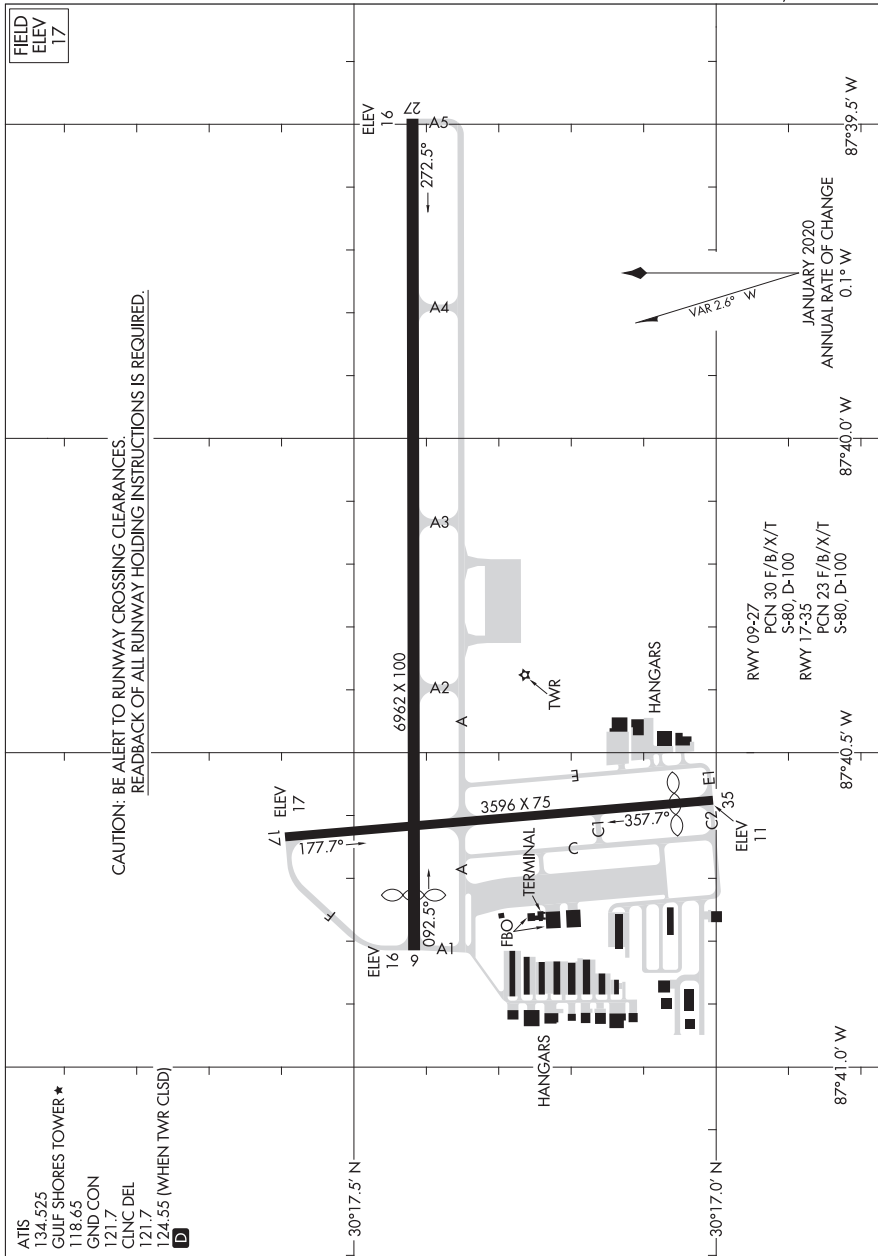 FIELD
ELEV
17
ATIS
134.525
GULF SHORES TOWER ★
118.65
GND CON
121.7
CLNC DEL
121.7
124.55 (WHEN TWR CLSD)
D
CAUTION: BE ALERT TO RUNWAY CROSSING CLEARANCES.
READBACK OF ALL RUNWAY HOLDING INSTRUCTIONS IS REQUIRED.
30°17.5' N
30°17.0' N
87°41.0' W
87°40.5' W
87°40.0' W
87°39.5' W
ELEV
17
17
177.7°
F
ELEV
16
9
092.5°
A1
6962 X 100
ELEV
16
27
272.5°
A5
A4
A3
A2
A
A
3596 X 75
E
C
C1
357.7°
E1
35
C2
ELEV
11
TWR
TERMINAL
FBO
HANGARS
HANGARS
RWY 09-27
PCN 30 F/B/X/T
S-80, D-100
RWY 17-35
PCN 23 F/B/X/T
S-80, D-100
VAR 2.6° W
JANUARY 2020
ANNUAL RATE OF CHANGE
0.1° W